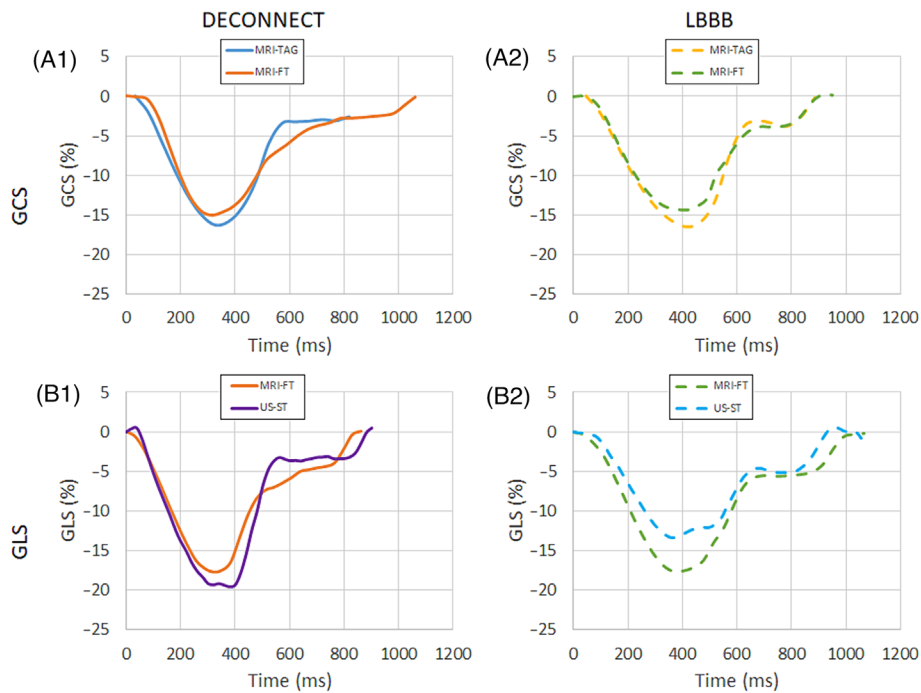 DECONNECT
LBBB
(A1)
MRI-TAG
MRI-FT
5
0
−5
−10
−15
−20
−25
GCS (%)
GCS
0 200 400 600 800 1000 1200
Time (ms)
(A2)
MRI-TAG
MRI-FT
5
0
−5
−10
−15
−20
−25
GCS (%)
0 200 400 600 800 1000 1200
Time (ms)
(B1)
MRI-FT
US-ST
5
0
−5
−10
−15
−20
−25
GLS (%)
GLS
0 200 400 600 800 1000 1200
Time (ms)
(B2)
MRI-FT
US-ST
5
0
−5
−10
−15
−20
−25
GLS (%)
0 200 400 600 800 1000 1200
Time (ms)